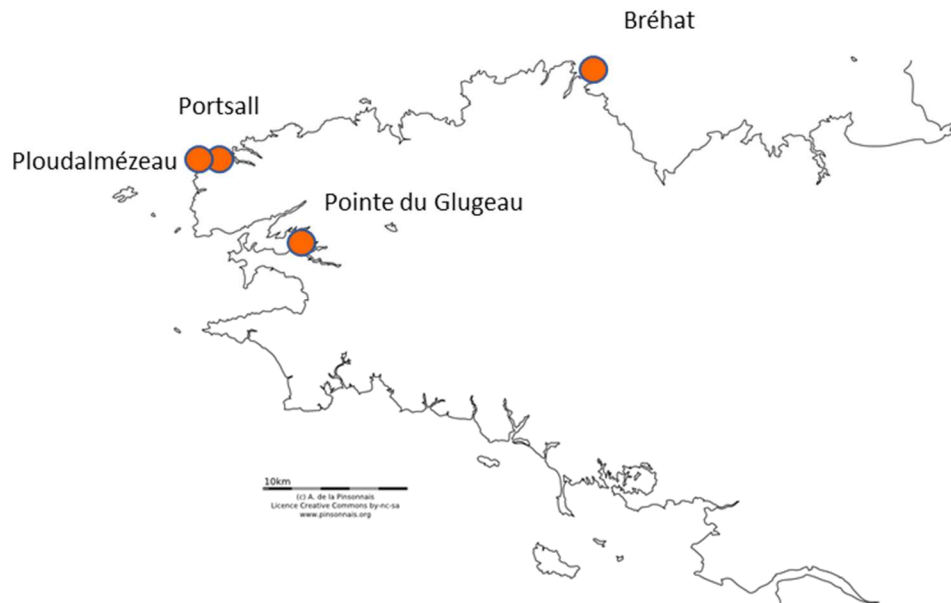 Bréhat
Portsall
Ploudalmézeau
Pointe du Glugeau
10km
(c) A. de la Pinsonnais
Licence Creative Commons by-nc-sa
www.pinsonnais.org